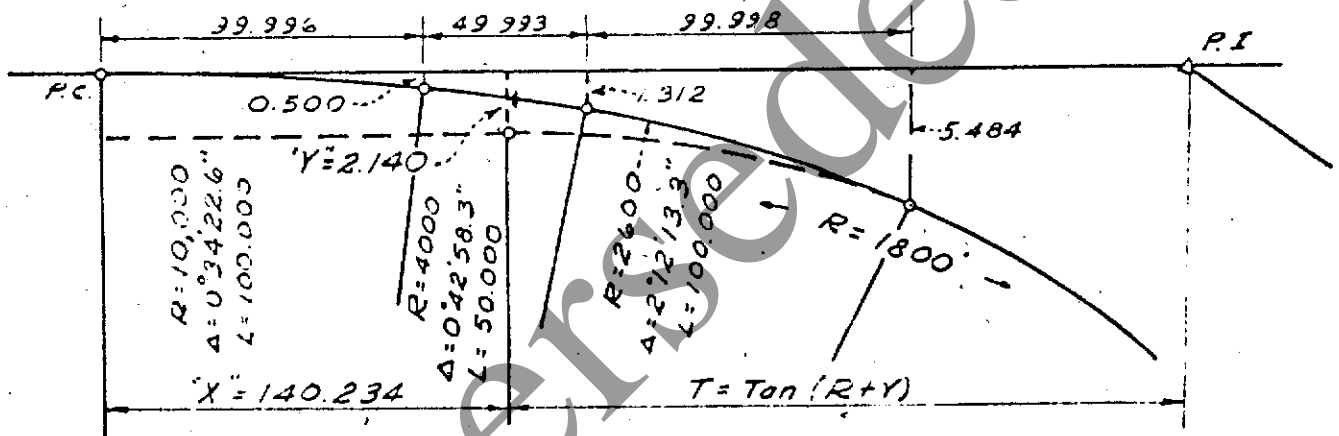 99.996 49.993 99.998
P.I
P.C.
0.500
1.312
5.484
"Y"=2.140
R=10,000
Δ=0°34'22.6"
L=100.000
R=4000
Δ=0°42'58.3"
L=50.000
R=2600
Δ=2°12'13.3"
L=100.000
R=1800'
"X"=140.234
T=Tan (R+Y)